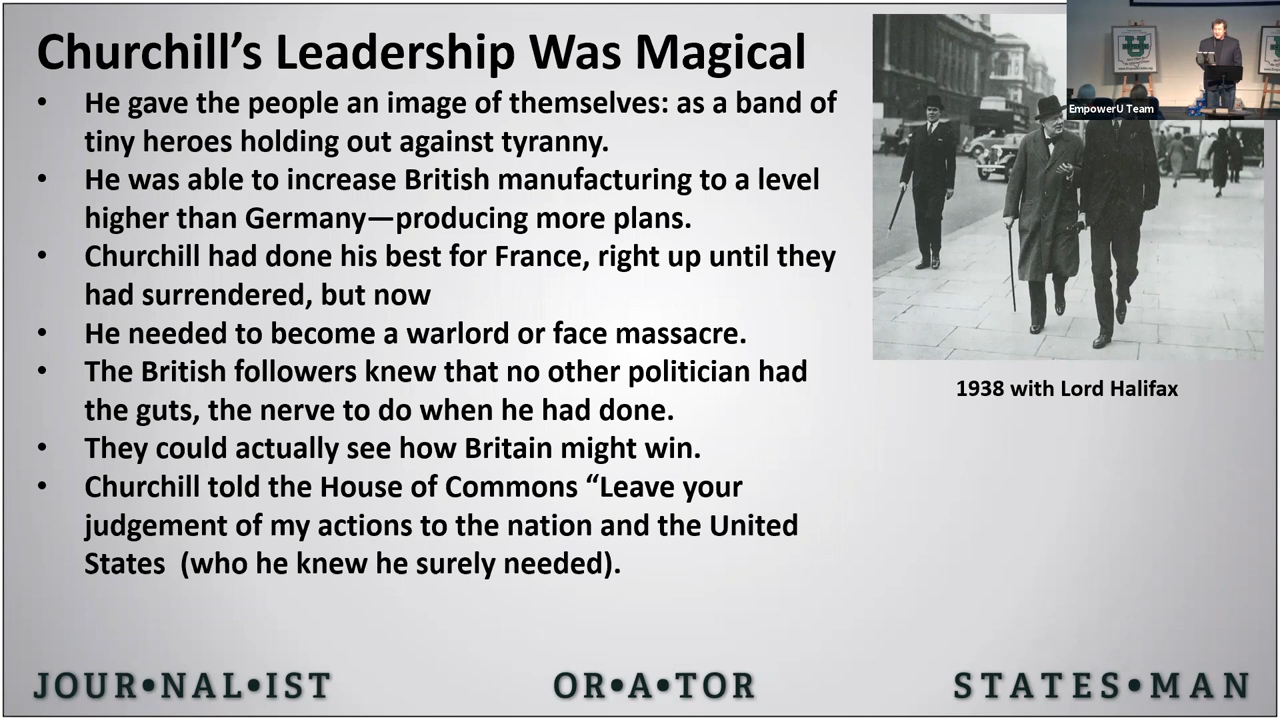 Churchill’s Leadership Was Magical
• He gave the people an image of themselves: as a band of
tiny heroes holding out against tyranny.
• He was able to increase British manufacturing to a level
higher than Germany—producing more plans.
• Churchill had done his best for France, right up until they
had surrendered, but now
• He needed to become a warlord or face massacre.
• The British followers knew that no other politician had
the guts, the nerve to do when he had done.
• They could actually see how Britain might win.
• Churchill told the House of Commons “Leave your
judgement of my actions to the nation and the United
States  (who he knew he surely needed).
EmpowerU Team
1938 with Lord Halifax
JOUR•NAL•IST
OR•A•TOR
STATES•MAN